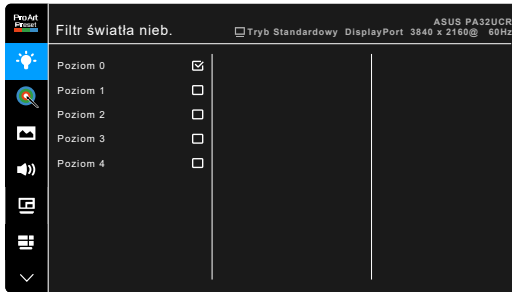 ProArt
Preset
Filtr światła nieb.
ASUS PA32UCR
Tryb Standardowy DisplayPort 3840 x 2160@ 60Hz
Poziom 0
Poziom 1
Poziom 2
Poziom 3
Poziom 4